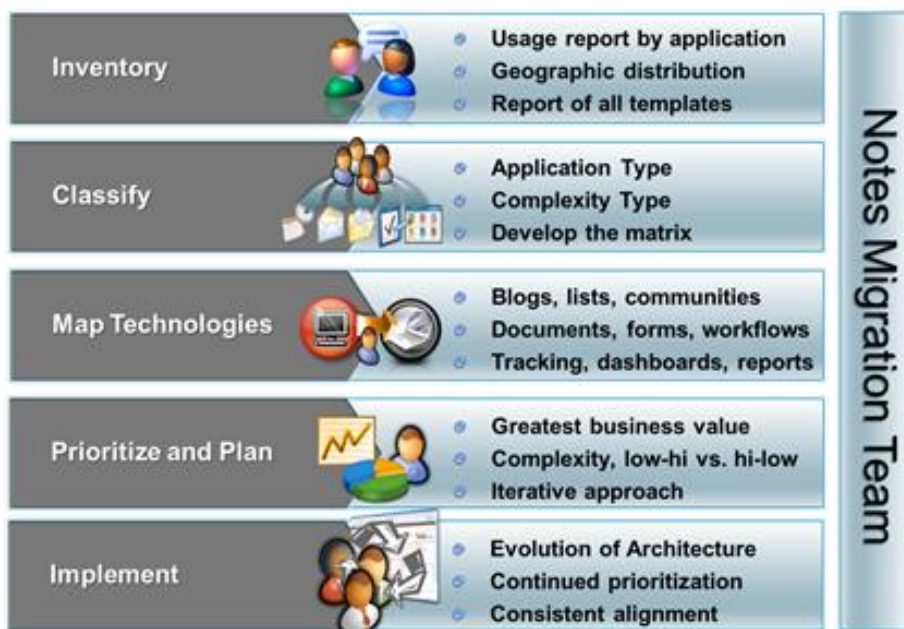 Inventory
Usage report by application
Geographic distribution
Report of all templates
Classify
Application Type
Complexity Type
Develop the matrix
Map Technologies
Blogs, lists, communities
Documents, forms, workflows
Tracking, dashboards, reports
Prioritize and Plan
Greatest business value
Complexity, low-hi vs. hi-low
Iterative approach
Implement
Evolution of Architecture
Continued prioritization
Consistent alignment
Notes Migration Team